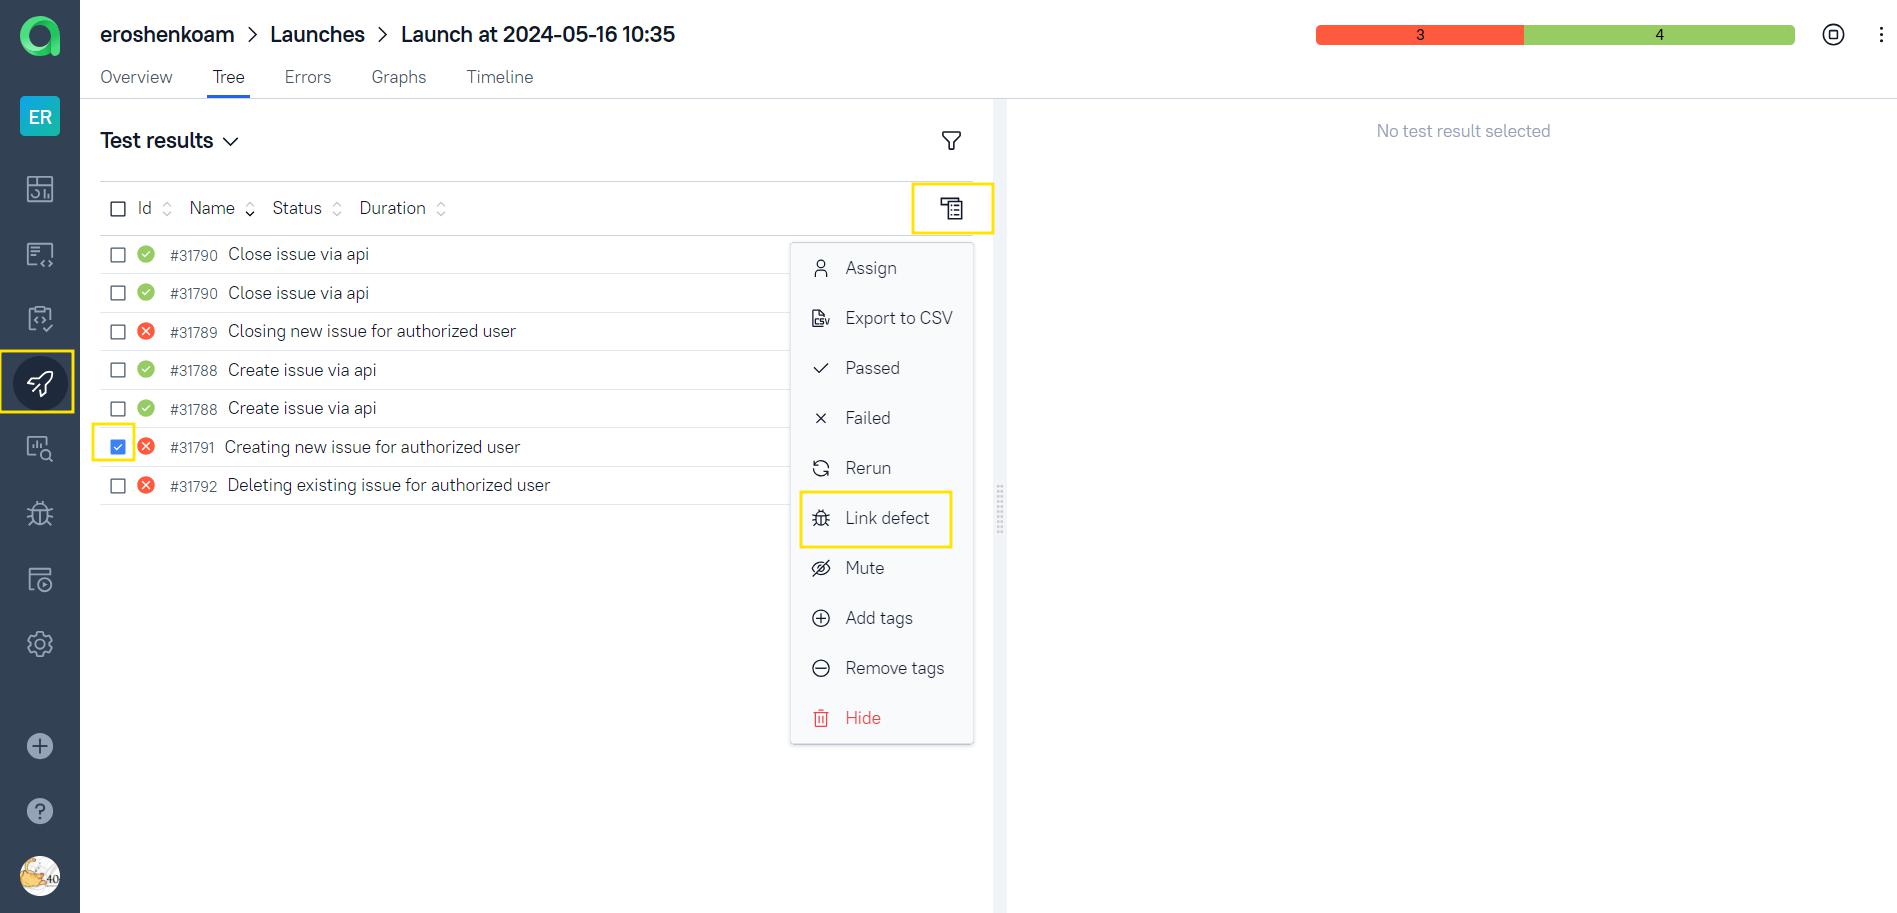 eroshenkoam > Launches > Launch at 2024-05-16 10:35
3 4
Overview Tree Errors Graphs Timeline
ER
Test results
No test result selected
Id Name Status Duration
#31790 Close issue via api
#31790 Close issue via api
#31789 Closing new issue for authorized user
#31788 Create issue via api
#31788 Create issue via api
#31791 Creating new issue for authorized user
#31792 Deleting existing issue for authorized user
Assign
CSV Export to CSV
Passed
Failed
Rerun
Link defect
Mute
Add tags
Remove tags
Hide
?
40